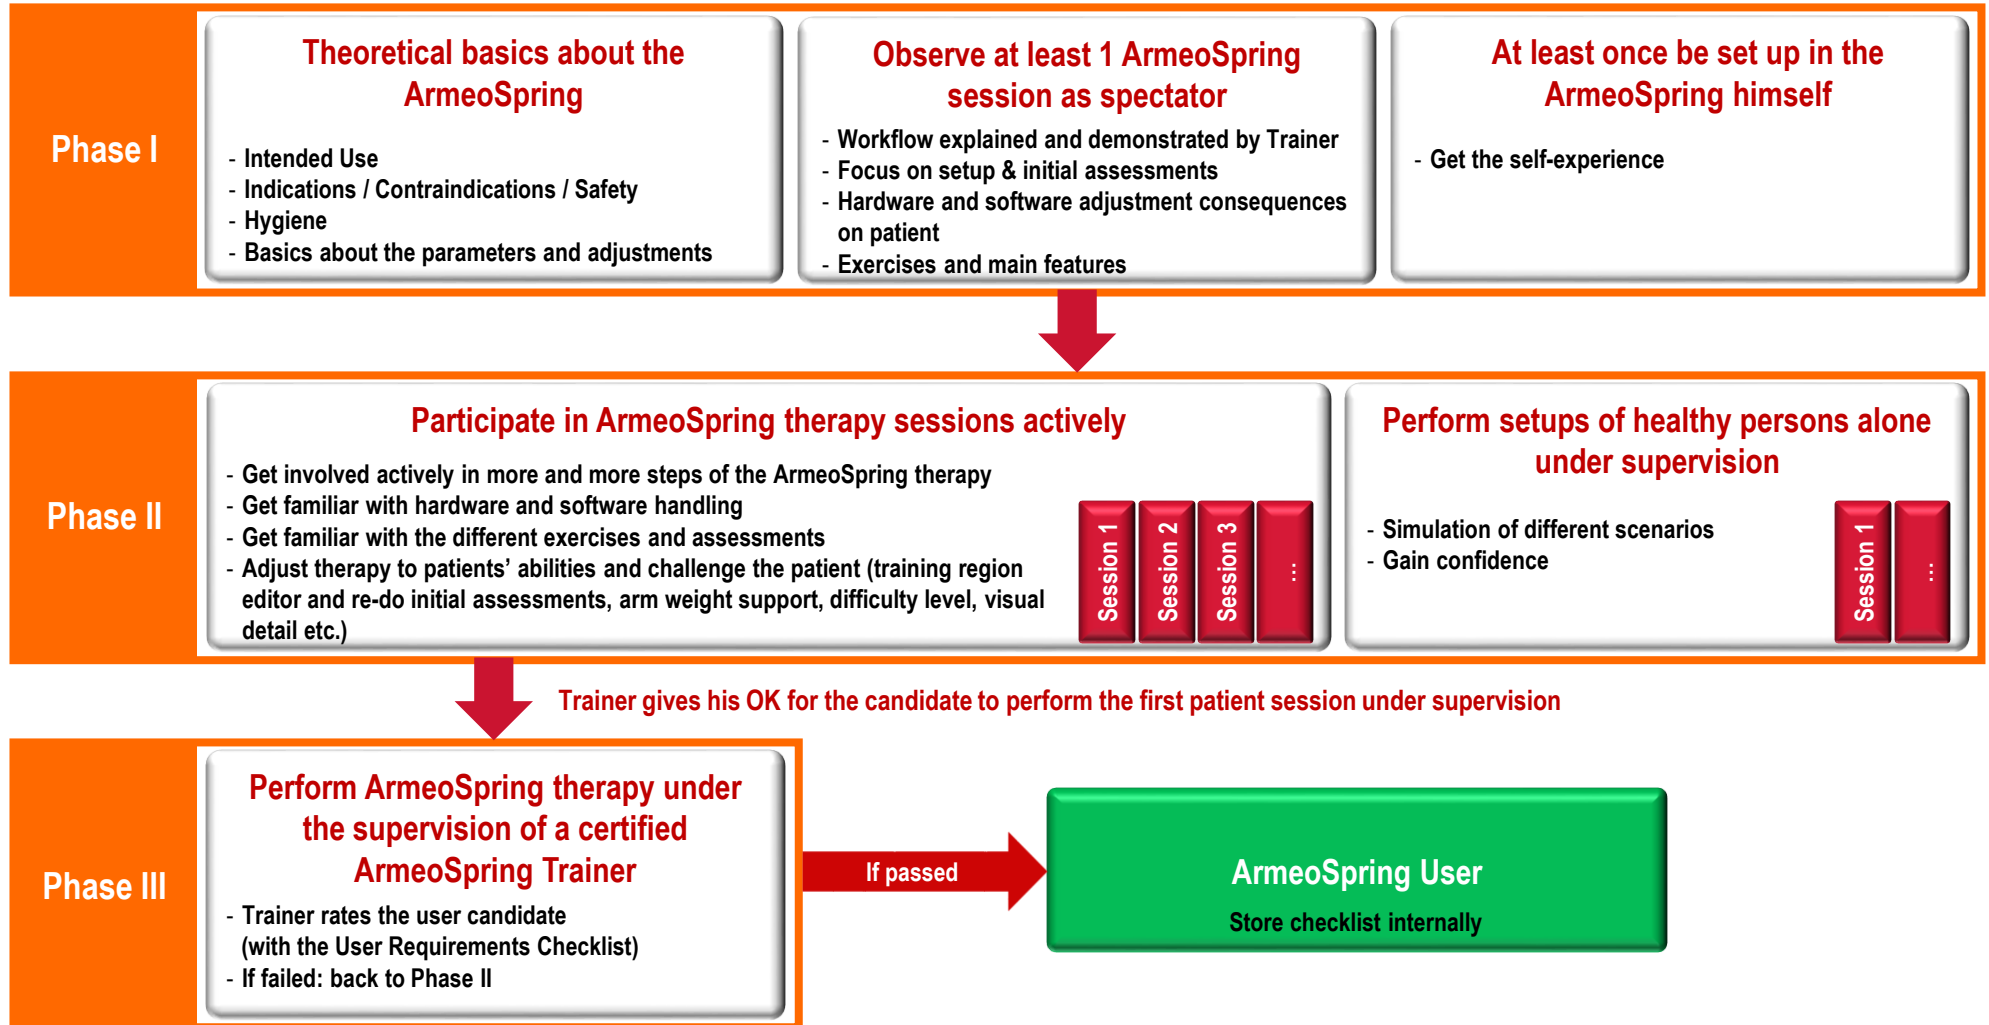 Phase I
Theoretical basics about the
ArmeoSpring
- Intended Use
- Indications / Contraindications / Safety
- Hygiene
- Basics about the parameters and adjustments
Observe at least 1 ArmeoSpring
session as spectator
- Workflow explained and demonstrated by Trainer
- Focus on setup & initial assessments
- Hardware and software adjustment consequences
on patient
- Exercises and main features
At least once be set up in the
ArmeoSpring himself
- Get the self-experience
Phase II
Participate in ArmeoSpring therapy sessions actively
- Get involved actively in more and more steps of the ArmeoSpring therapy
- Get familiar with hardware and software handling
- Get familiar with the different exercises and assessments
- Adjust therapy to patients’ abilities and challenge the patient (training region
editor and re-do initial assessments, arm weight support, difficulty level, visual
detail etc.)
Session 1
Session 2
Session 3
...
Perform setups of healthy persons alone
under supervision
- Simulation of different scenarios
- Gain confidence
Session 1
...
Trainer gives his OK for the candidate to perform the first patient session under supervision
Phase III
Perform ArmeoSpring therapy under
the supervision of a certified
ArmeoSpring Trainer
- Trainer rates the user candidate
(with the User Requirements Checklist)
- If failed: back to Phase II
If passed
ArmeoSpring User
Store checklist internally